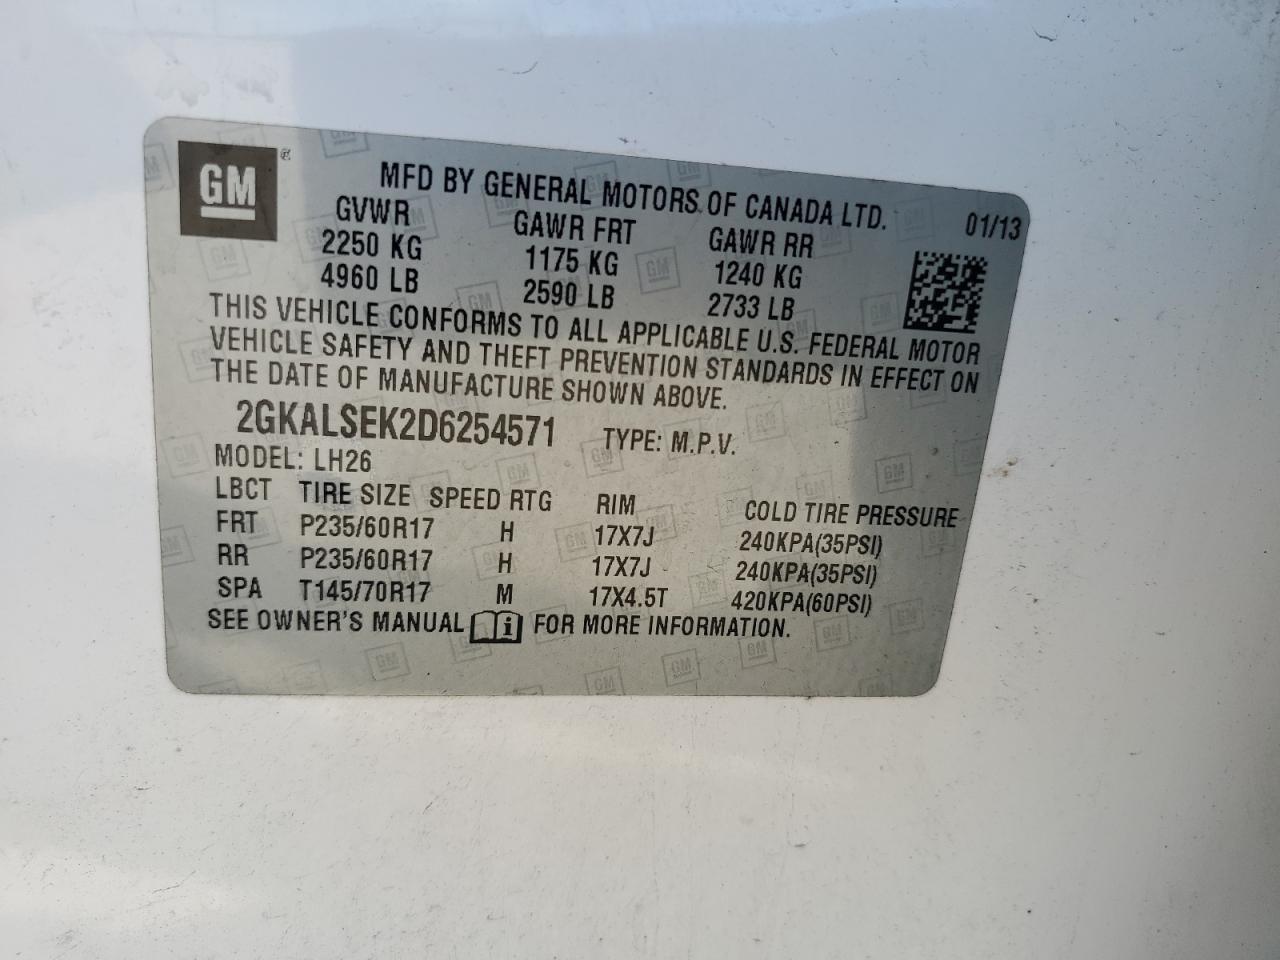 GM
MFD BY GENERAL MOTORS OF CANADA LTD. 01/13
GVWR GAWR FRT GAWR RR
2250 KG 1175 KG 1240 KG
4960 LB 2590 LB 2733 LB
THIS VEHICLE CONFORMS TO ALL APPLICABLE U.S. FEDERAL MOTOR
VEHICLE SAFETY AND THEFT PREVENTION STANDARDS IN EFFECT ON
THE DATE OF MANUFACTURE SHOWN ABOVE.
2GKALSEK2D6254571 TYPE: M.P.V.
MODEL: LH26
LBCT TIRE SIZE SPEED RTG RIM COLD TIRE PRESSURE
FRT P235/60R17 H 17X7J 240KPA(35PSI)
RR P235/60R17 H 17X7J 240KPA(35PSI)
SPA T145/70R17 M 17X4.5T 420KPA(60PSI)
SEE OWNER'S MANUAL i FOR MORE INFORMATION.